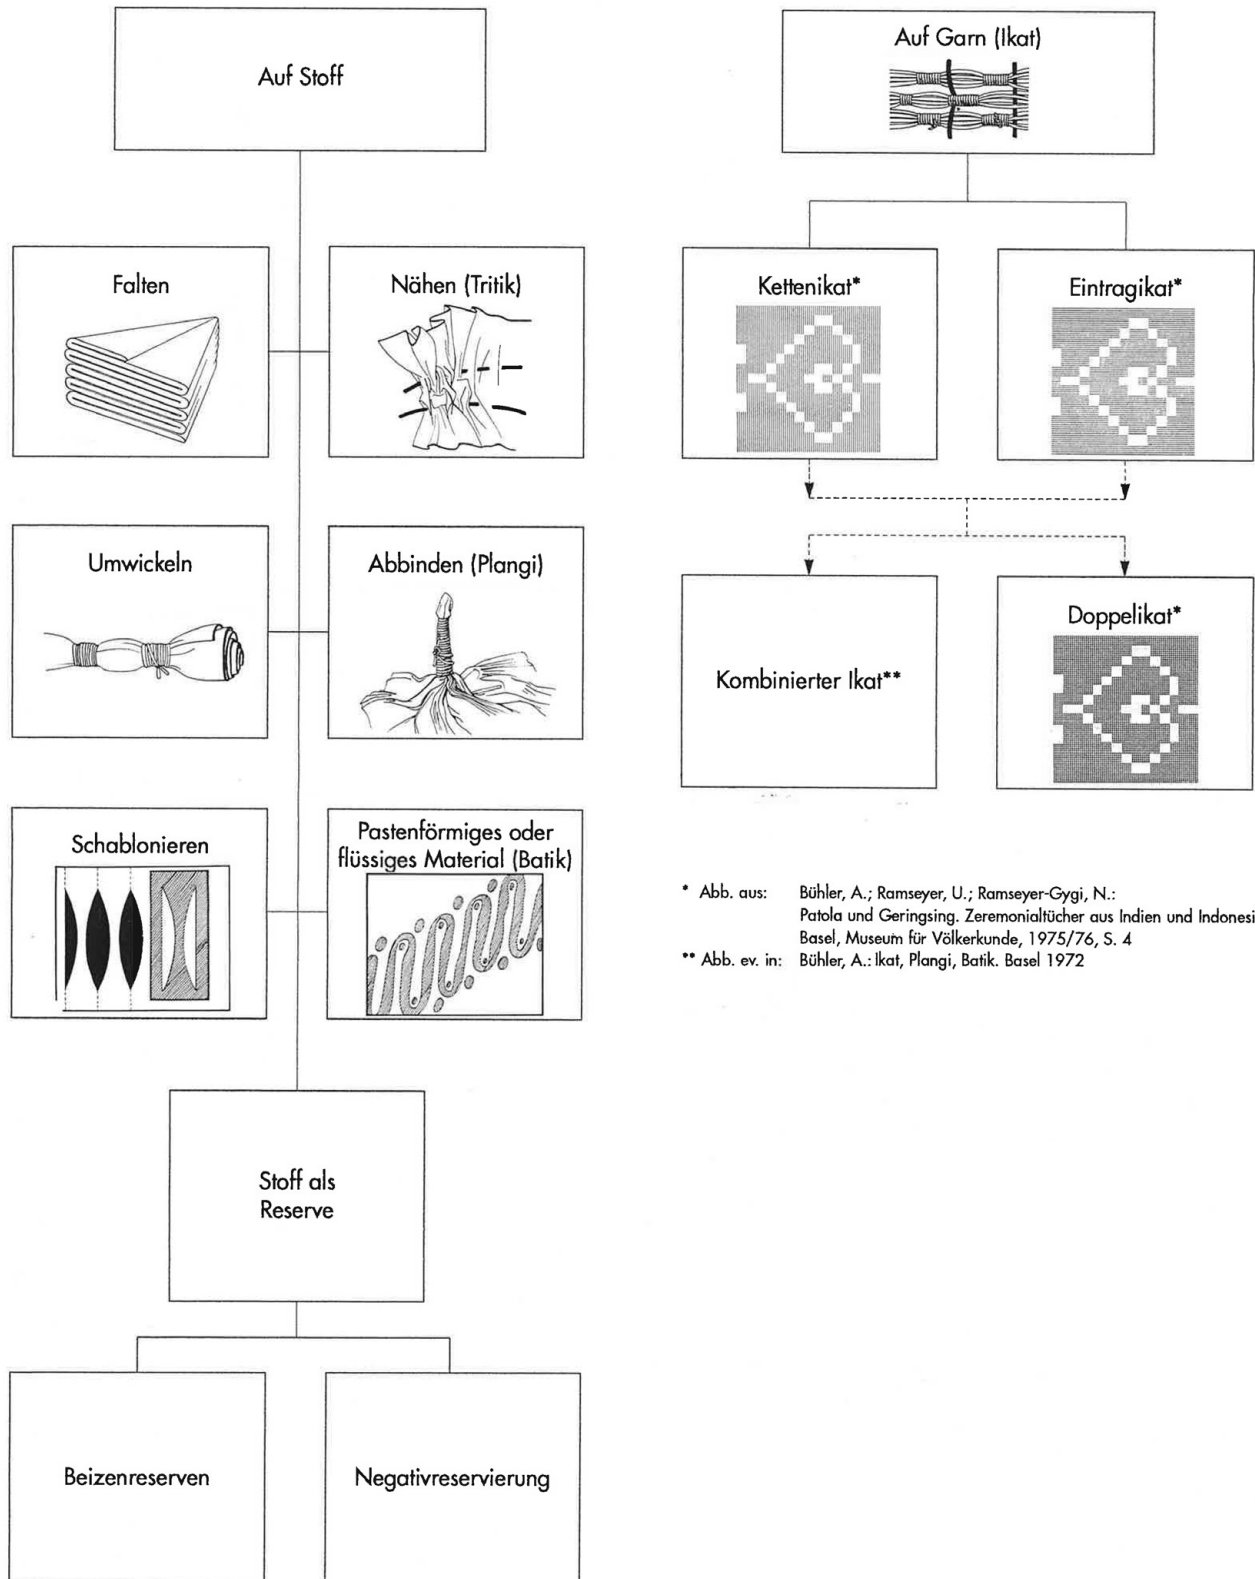 Auf Stoff
Falten
Nähen (Tritik)
Umwickeln
Abbinden (Plangi)
Schablonieren
Pastenförmiges oder
flüssiges Material (Batik)
Stoff als
Reserve
Beizenreserven
Negativreservierung
Auf Garn (Ikat)
Kettenikat*
Eintragikat*
Kombinierter Ikat**
Doppelikat*
* Abb. aus: Bühler, A.; Ramseyer, U.; Ramseyer-Gygi, N.:
Patola und Geringsing. Zeremonialtücher aus Indien und Indonesi
Basel, Museum für Völkerkunde, 1975/76, S. 4
** Abb. ev. in: Bühler, A.: Ikat, Plangi, Batik. Basel 1972